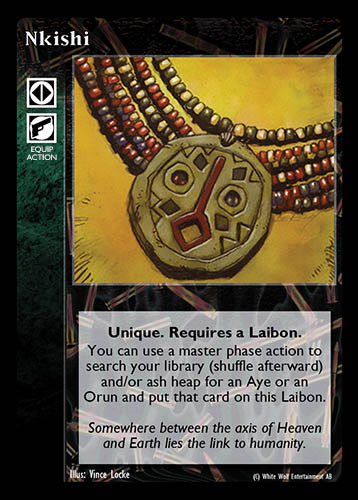 Nkishi
EQUIP
ACTION
Unique. Requires a Laibon.
You can use a master phase action to
search your library (shuffle afterward)
and/or ash heap for an Aye or an
Orun and put that card on this Laibon.
Somewhere between the axis of Heaven
and Earth lies the link to humanity.
Illus: Vince Locke
(C) White Wolf Entertainment AB